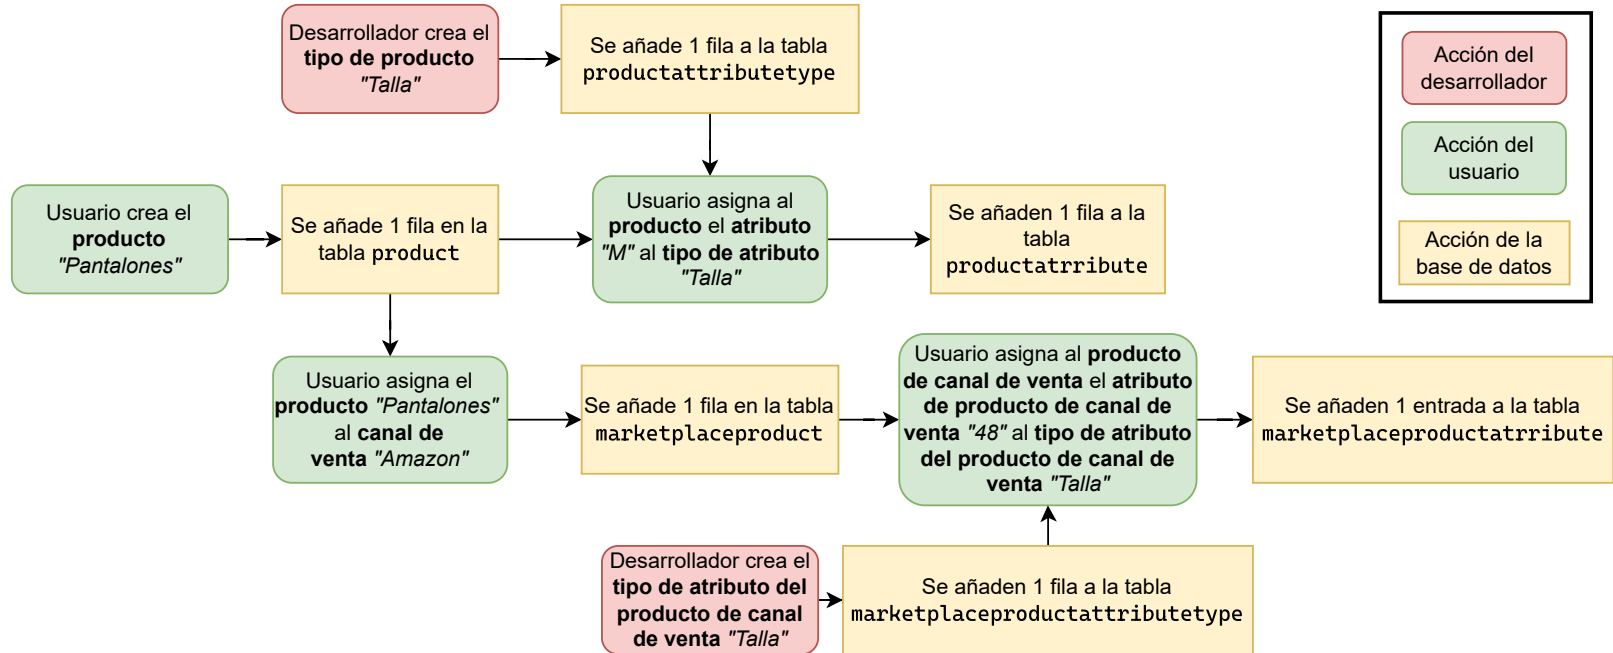 Desarrollador crea el
tipo de producto
"Talla"
Se añade 1 fila a la tabla
productattributetype
Acción del
desarrollador
Acción del
usuario
Acción de la
base de datos
Usuario crea el
producto
"Pantalones"
Se añade 1 fila en la
tabla product
Usuario asigna al
producto el atributo
"M" al tipo de atributo
"Talla"
Se añaden 1 fila a la
tabla
productatrribute
Usuario asigna el
producto "Pantalones"
al canal de
venta "Amazon"
Se añade 1 fila en la tabla
marketplaceproduct
Usuario asigna al producto
de canal de venta el atributo
de producto de canal de
venta "48" al tipo de atributo
del producto de canal de
venta "Talla"
Se añaden 1 entrada a la tabla
marketplaceproductatrribute
Desarrollador crea el
tipo de atributo del
producto de canal
de venta "Talla"
Se añaden 1 fila a la tabla
marketplaceproductattributetype